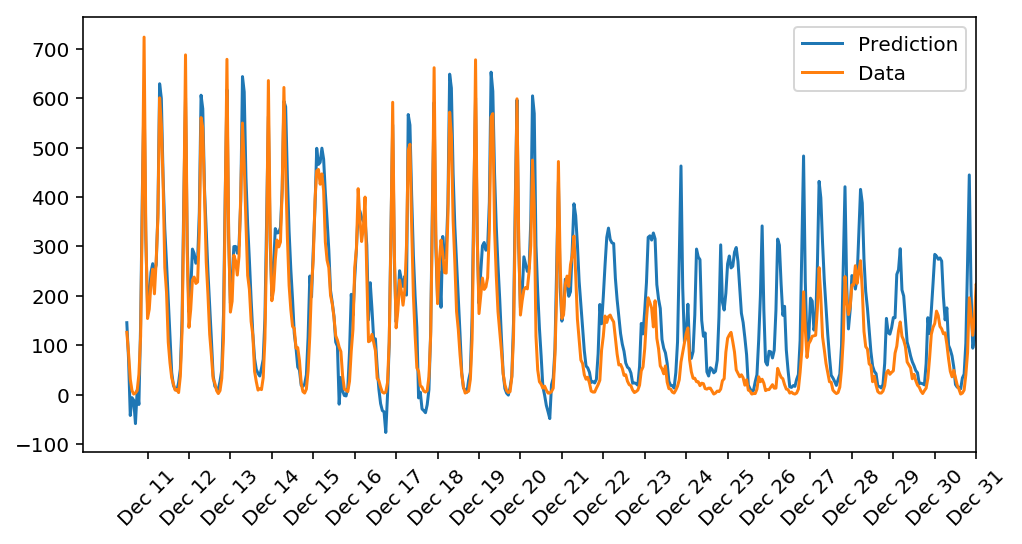 Prediction
Data
700
600
500
400
300
200
100
0
−100
Dec 11
Dec 12
Dec 13
Dec 14
Dec 15
Dec 16
Dec 17
Dec 18
Dec 19
Dec 20
Dec 21
Dec 22
Dec 23
Dec 24
Dec 25
Dec 26
Dec 27
Dec 28
Dec 29
Dec 30
Dec 31